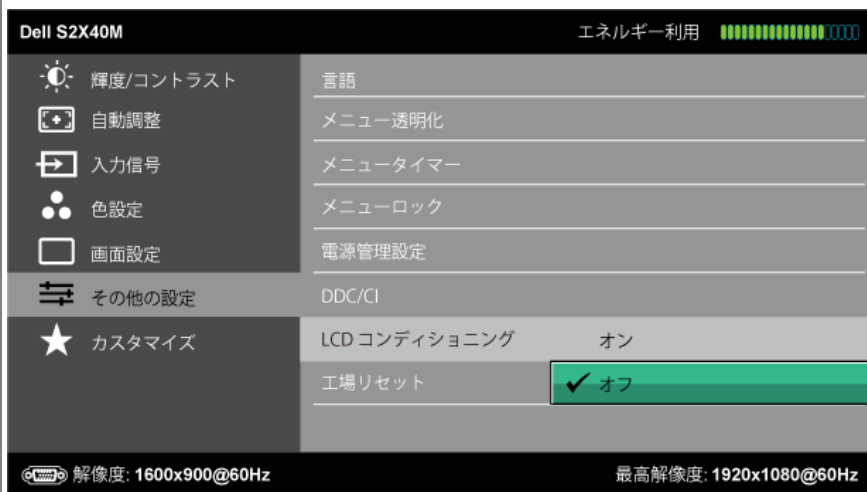 Dell S2X40M
エネルギー利用
輝度/コントラスト
自動調整
入力信号
色設定
画面設定
その他の設定
カスタマイズ
言語
メニュー透明化
メニュータイマー
メニューロック
電源管理設定
DDC/CI
LCD コンディショニング
オン
工場リセット
オフ
解像度: 1600x900@60Hz
最高解像度: 1920x1080@60Hz